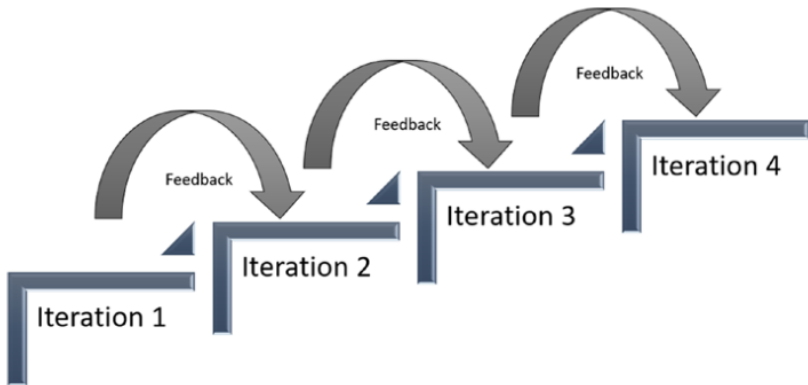 Feedback
Iteration 1
Feedback
Iteration 2
Feedback
Iteration 3
Iteration 4